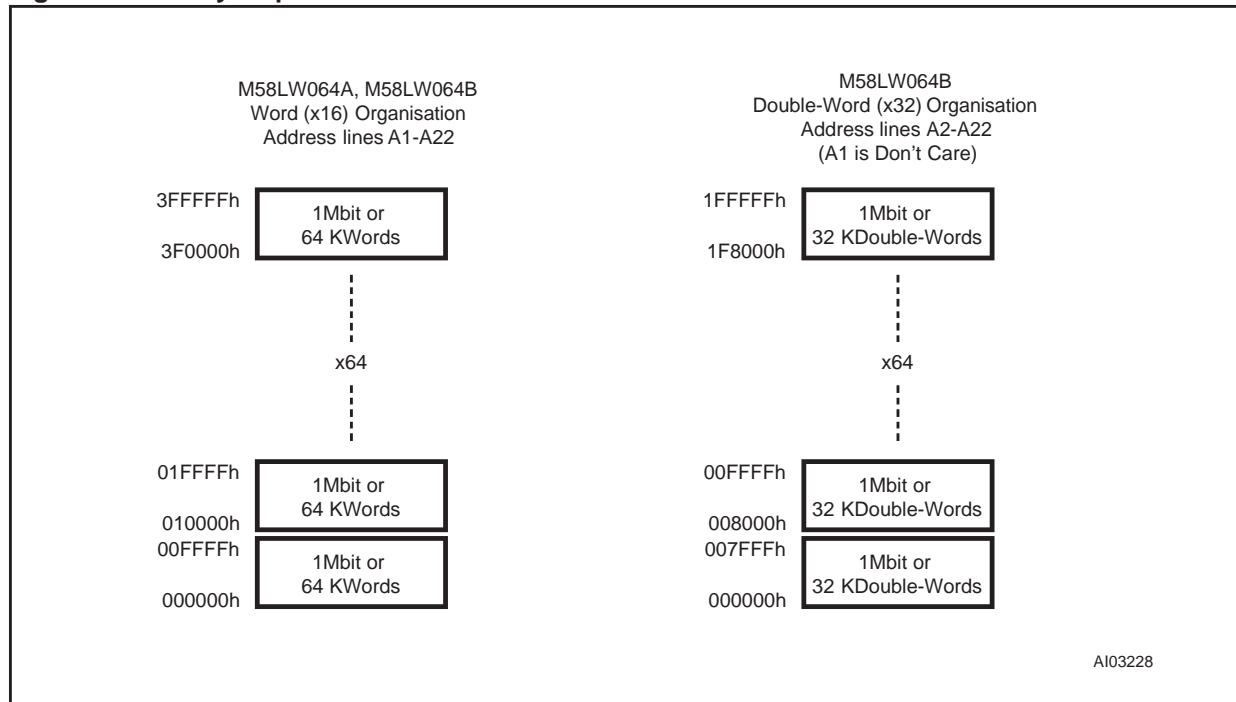 M58LW064A, M58LW064B
Word (x16) Organisation
Address lines A1-A22
3FFFFFh
1Mbit or
64 KWords
3F0000h
x64
01FFFFh
1Mbit or
64 KWords
010000h
00FFFFh
1Mbit or
64 KWords
000000h
M58LW064B
Double-Word (x32) Organisation
Address lines A2-A22
(A1 is Don't Care)
1FFFFFh
1Mbit or
32 KDouble-Words
1F8000h
x64
00FFFFh
1Mbit or
32 KDouble-Words
008000h
007FFFh
1Mbit or
32 KDouble-Words
000000h
AI03228